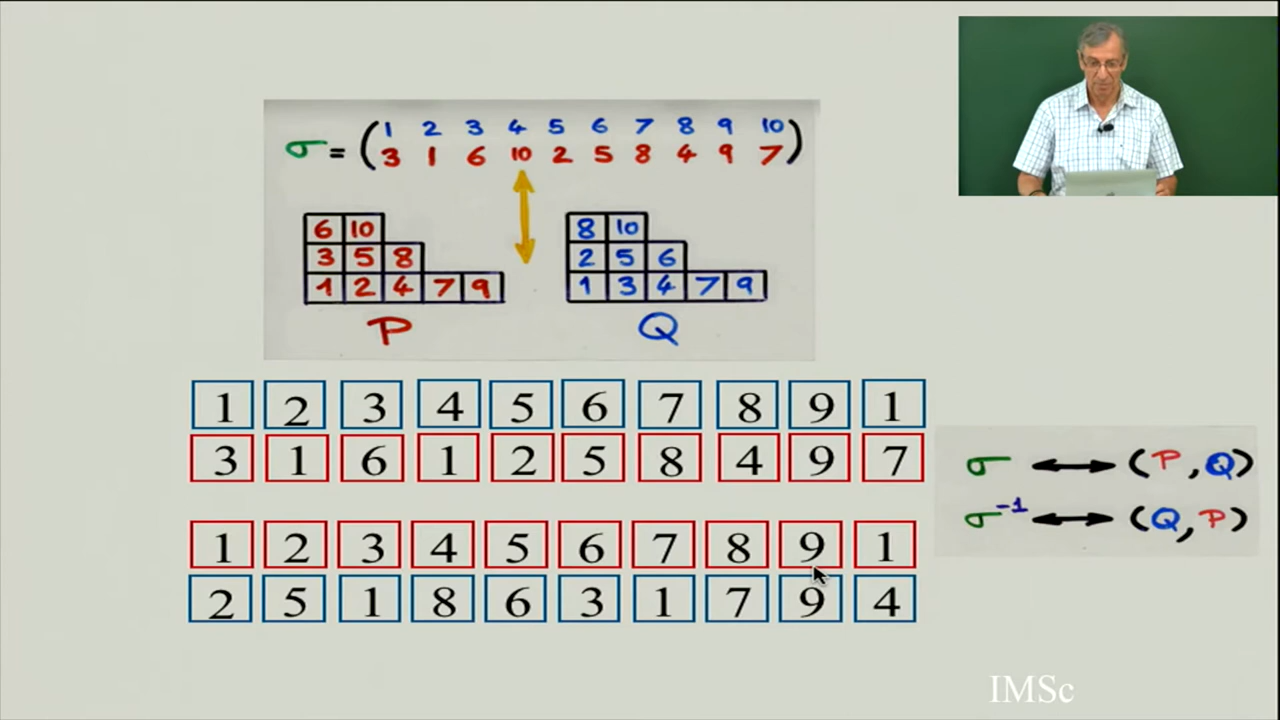 σ = ( 1 2 3 4 5 6 7 8 9 10 )
3 1 6 10 2 5 8 4 9 7
6 10
3 5 8
1 2 4 7 9
P
8 10
2 5 6
1 3 4 7 9
Q
1 2 3 4 5 6 7 8 9 1
3 1 6 1 2 5 8 4 9 7
1 2 3 4 5 6 7 8 9 1
2 5 1 8 6 3 1 7 9 4
σ ⟷ (P, Q)
σ⁻¹ ⟷ (Q, P)
IMSc